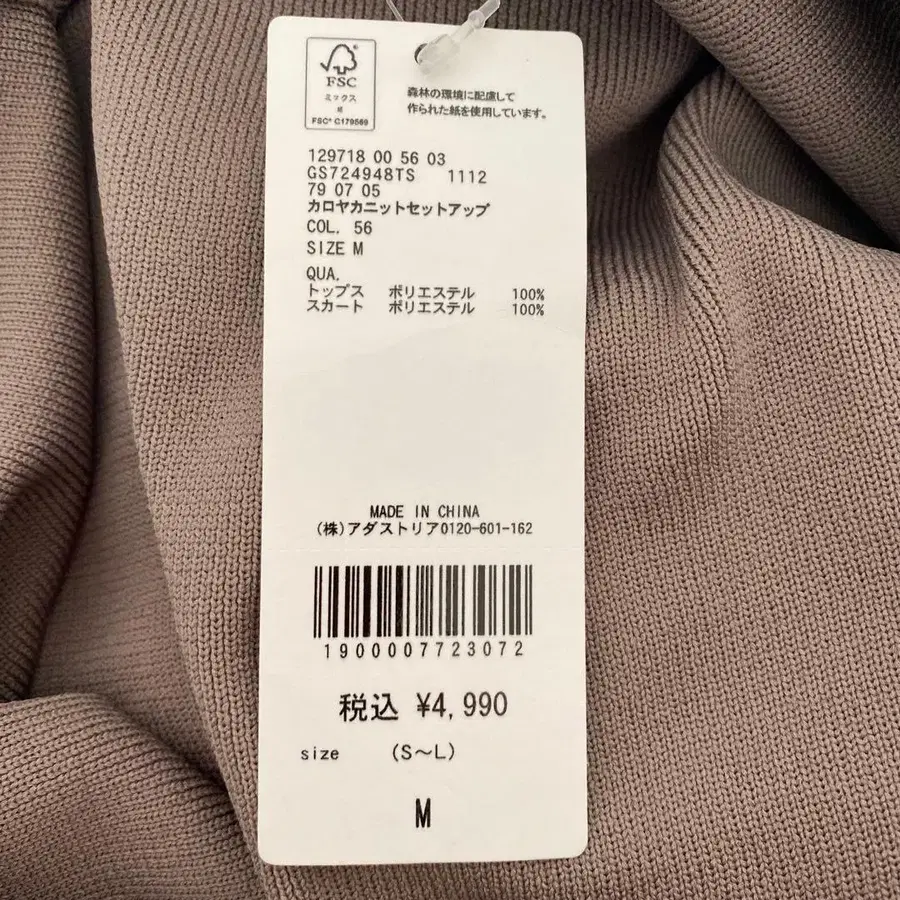 FSC
ミックス
紙
FSC® C179569
森林の環境に配慮して
作られた紙を使用しています。
129718 00 56 03
GS724948TS 1112
79 07 05
カロヤカニットセットアップ
COL. 56
SIZE M
QUA.
トップス ポリエステル 100%
スカート ポリエステル 100%
MADE IN CHINA
(株)アダストリア0120-601-162
1900007723072
税込 ¥4,990
size (S~L)
M